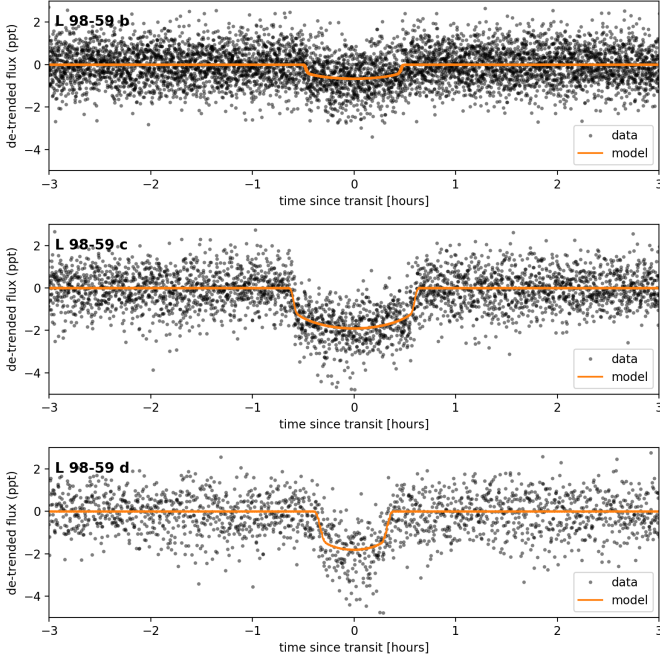 L 98-59 b
de-trended flux (ppt)
2
0
−2
−4
data
model
−3 −2 −1 0 1 2 3
time since transit [hours]
L 98-59 c
de-trended flux (ppt)
2
0
−2
−4
data
model
−3 −2 −1 0 1 2 3
time since transit [hours]
L 98-59 d
de-trended flux (ppt)
2
0
−2
−4
data
model
−3 −2 −1 0 1 2 3
time since transit [hours]